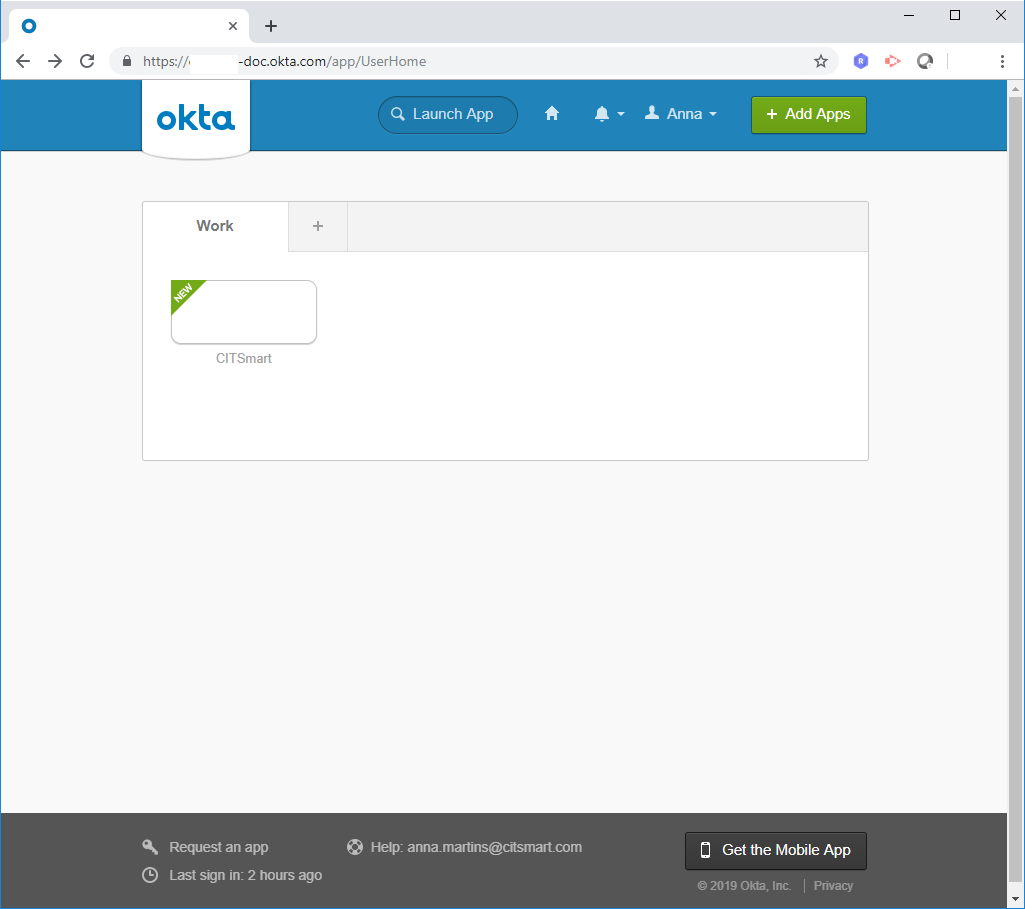 https://
-doc.okta.com/app/UserHome
R
okta
Launch App
Anna
+ Add Apps
Work
+
NEW
CITSmart
Request an app
Help: anna.martins@citsmart.com
Get the Mobile App
Last sign in: 2 hours ago
© 2019 Okta, Inc.
Privacy